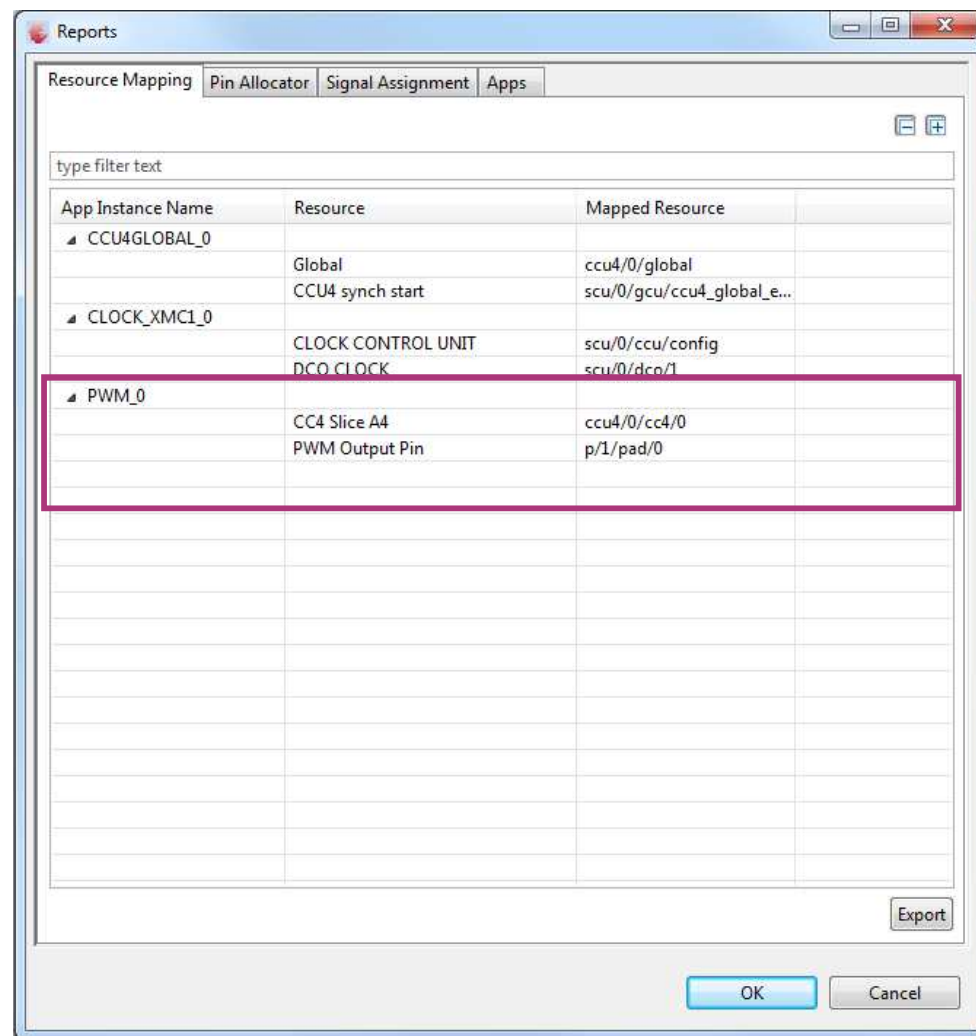 Reports
Resource Mapping Pin Allocator Signal Assignment Apps
type filter text
App Instance Name Resource Mapped Resource
CCU4GLOBAL_0
Global ccu4/0/global
CCU4 synch start scu/0/gcu/ccu4_global_e...
CLOCK_XMC1_0
CLOCK CONTROL UNIT scu/0/ccu/config
DCO CLOCK scu/0/dco/1
PWM_0
CC4 Slice A4 ccu4/0/cc4/0
PWM Output Pin p/1/pad/0
Export
OK Cancel